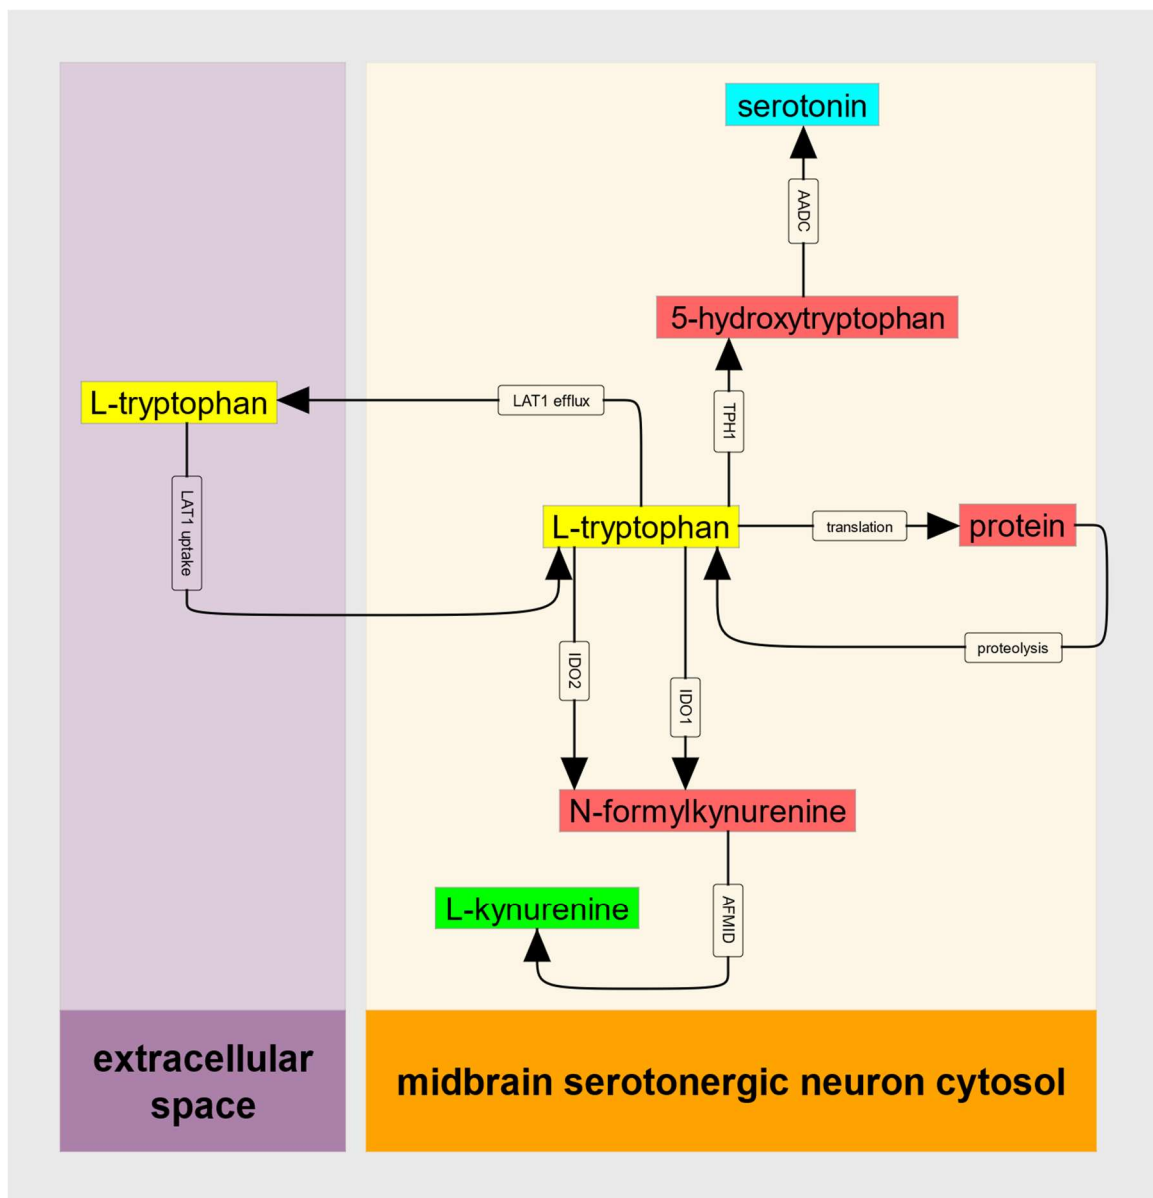 serotonin
AADC
5-hydroxytryptophan
L-tryptophan
LAT1 efflux
TPH1
LAT1 uptake
L-tryptophan
translation
protein
proteolysis
IDO2
IDO1
N-formylkynurenine
L-kynurenine
AFMID
extracellular
space
midbrain serotonergic neuron cytosol